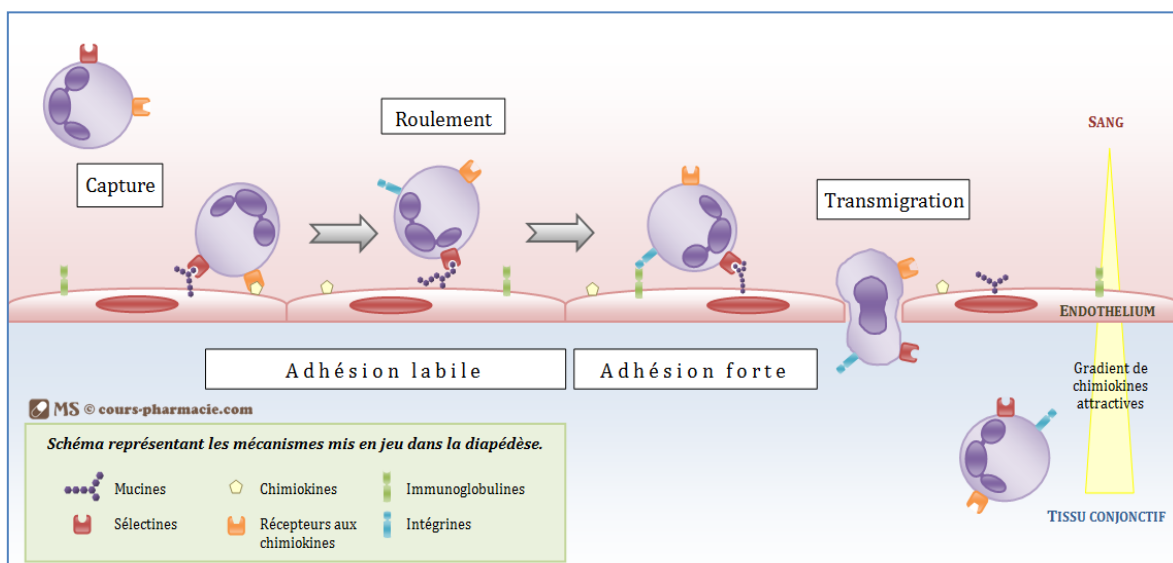 Capture
Roulement
Transmigration
SANG
ENDOTHELIUM
Adhésion labile
Adhésion forte
Gradient de
chimiokines
attractives
MS © cours-pharmacie.com
Schéma représentant les mécanismes mis en jeu dans la diapédèse.
Mucines
Chimiokines
Immunoglobulines
Sélectines
Récepteurs aux
chimiokines
Intégrines
TISSU CONJONCTIF